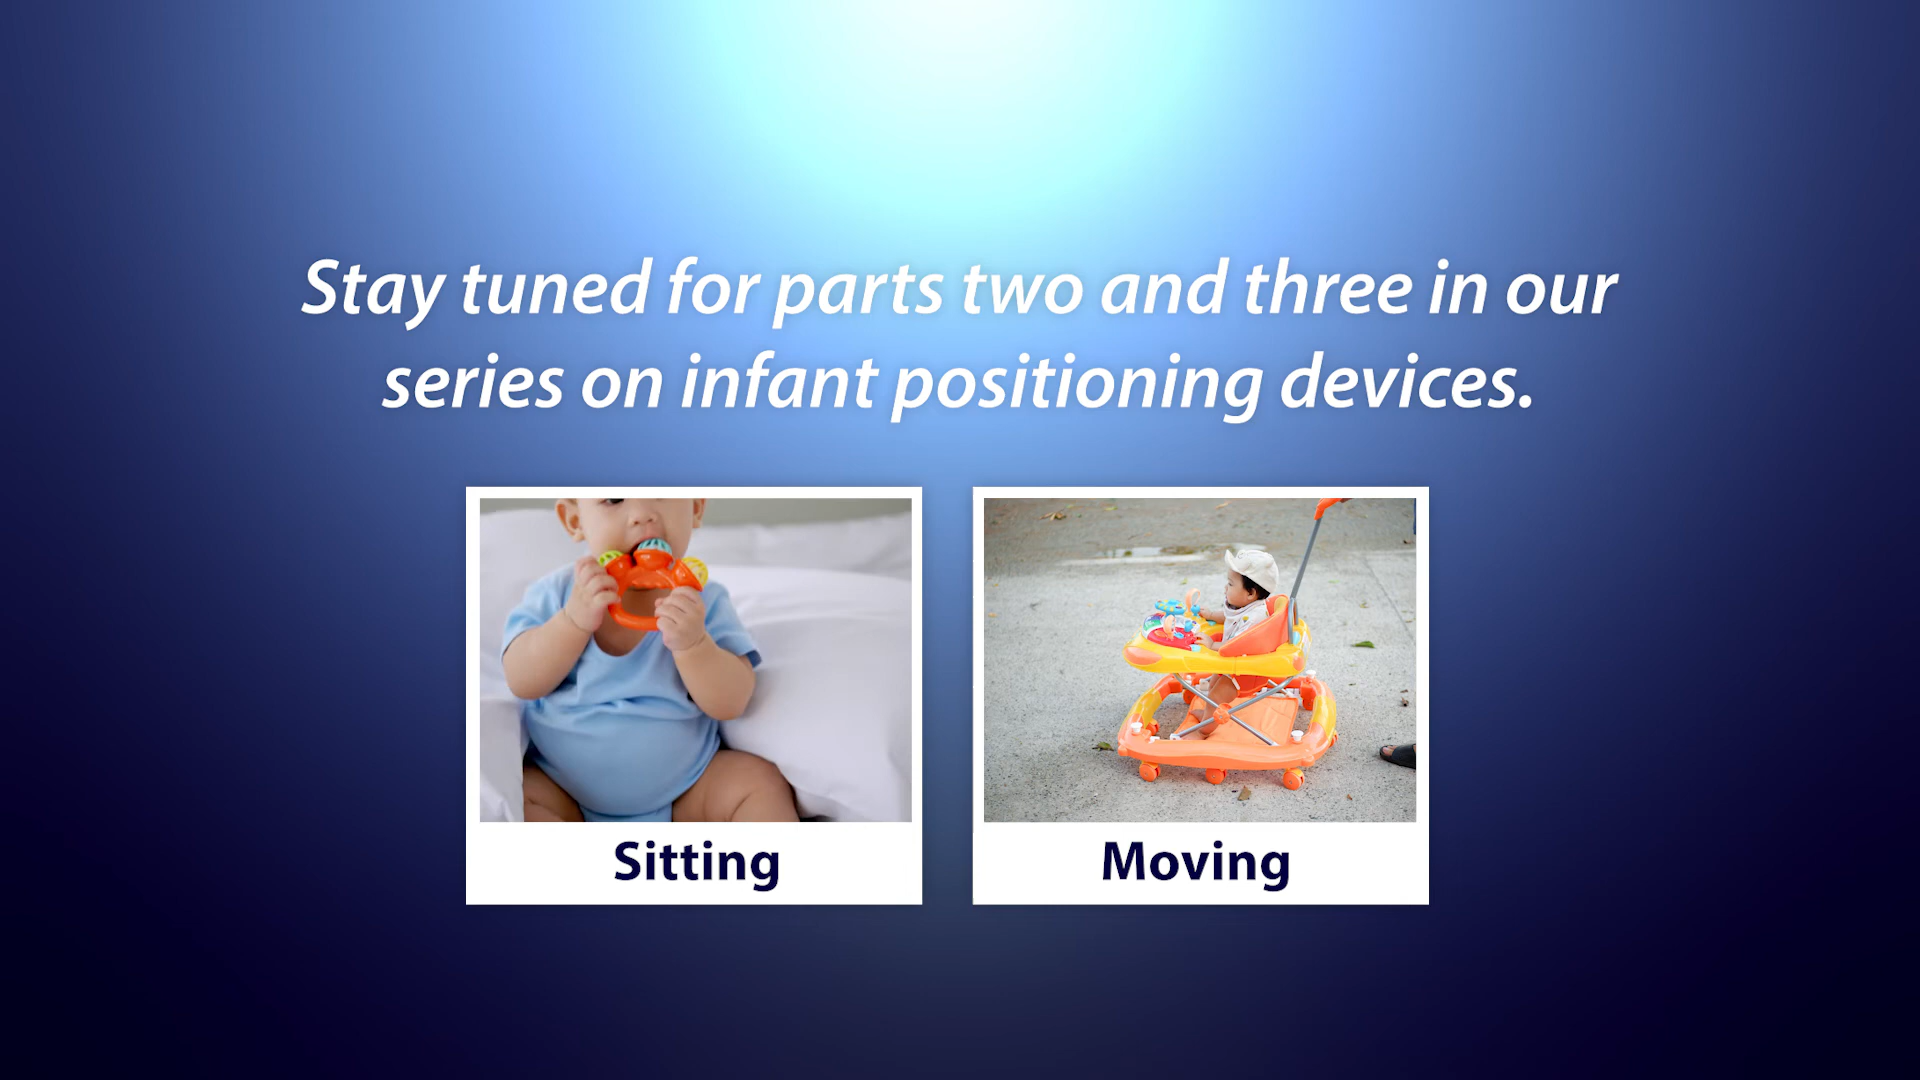 Stay tuned for parts two and three in our
series on infant positioning devices.
Sitting
Moving